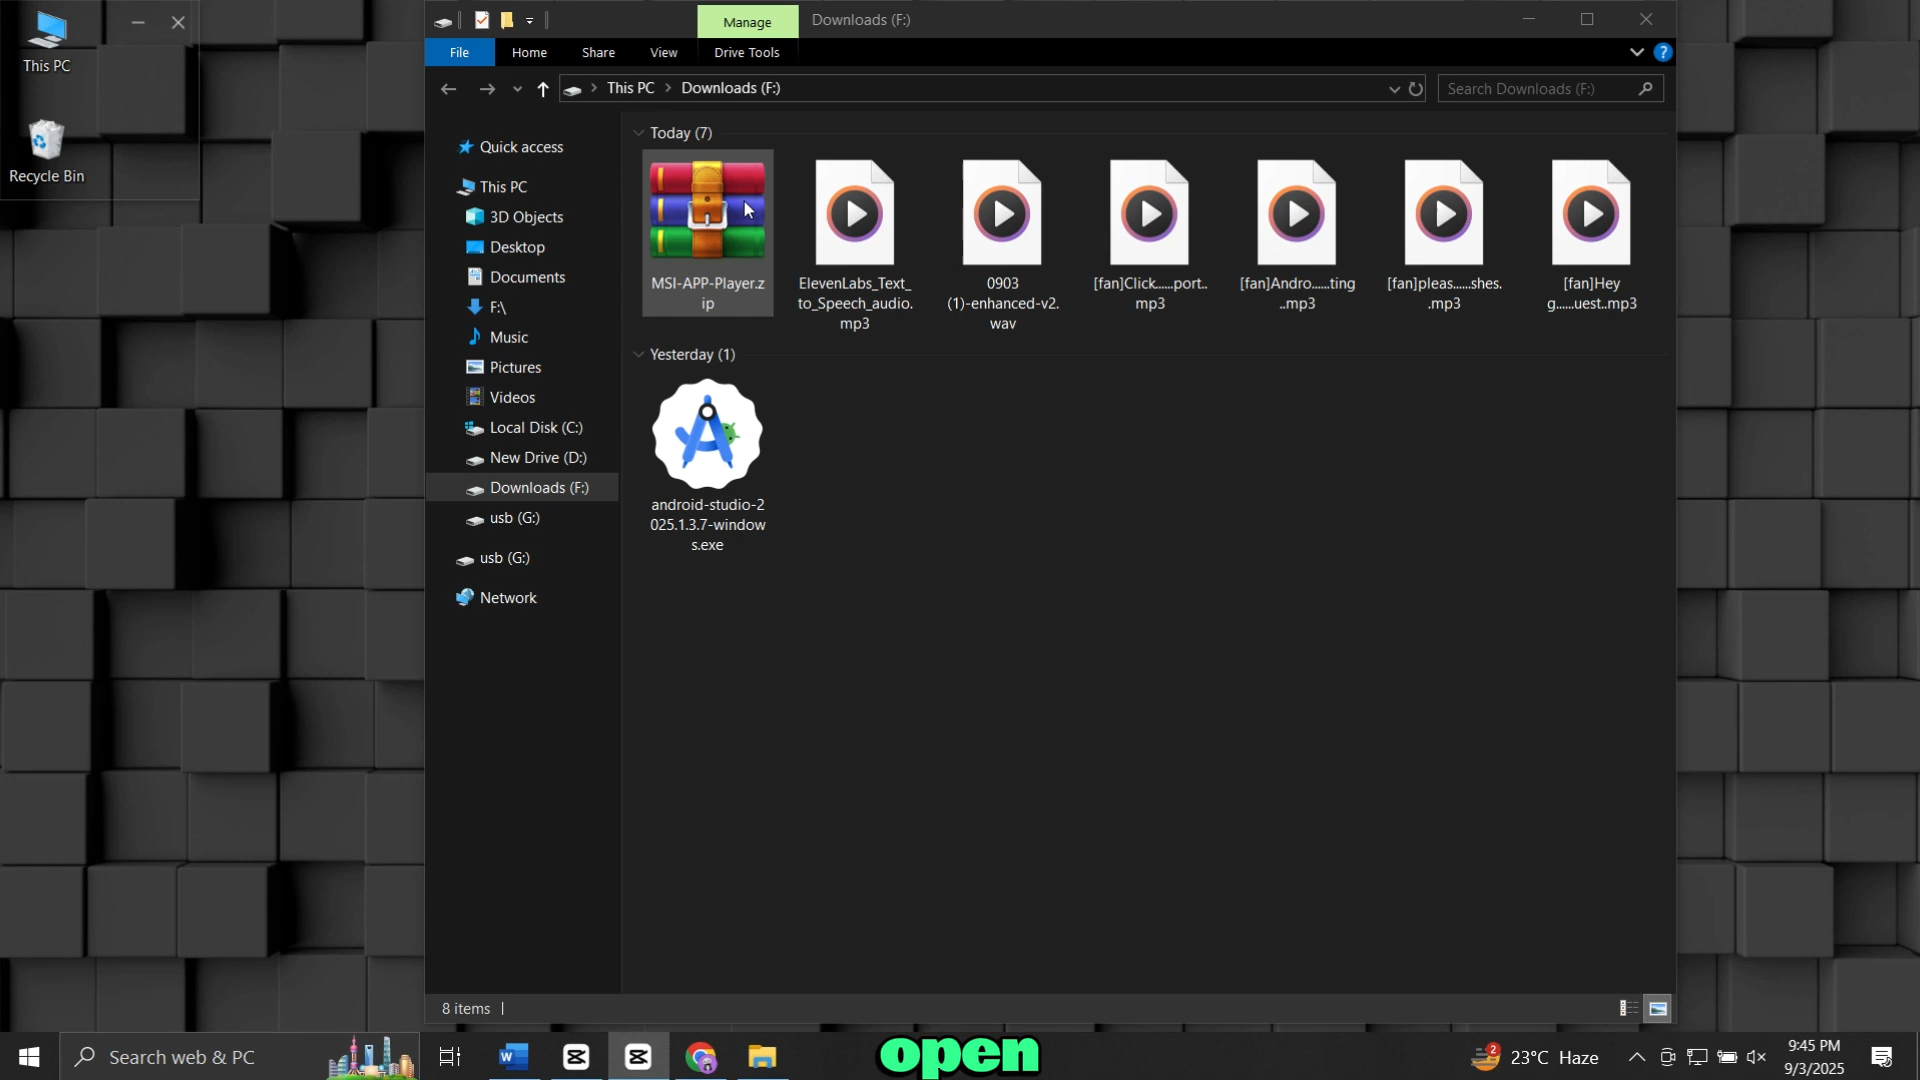 This PC
Recycle Bin
Manage
Downloads (F:)
File
Home
Share
View
Drive Tools
This PC
Downloads (F:)
Search Downloads (F:)
Quick access
This PC
3D Objects
Desktop
Documents
F:\
Music
Pictures
Videos
Local Disk (C:)
New Drive (D:)
Downloads (F:)
usb (G:)
usb (G:)
Network
Today (7)
MSI-APP-Player.z
ip
ElevenLabs_Text_
to_Speech_audio.
mp3
0903
(1)-enhanced-v2.
wav
[fan]Click......port..
mp3
[fan]Andro......ting
..mp3
[fan]pleas......shes.
.mp3
[fan]Hey
g......uest..mp3
Yesterday (1)
android-studio-2
025.1.3.7-window
s.exe
8 items
Search web & PC
open
2
23°C Haze
9:45 PM
9/3/2025